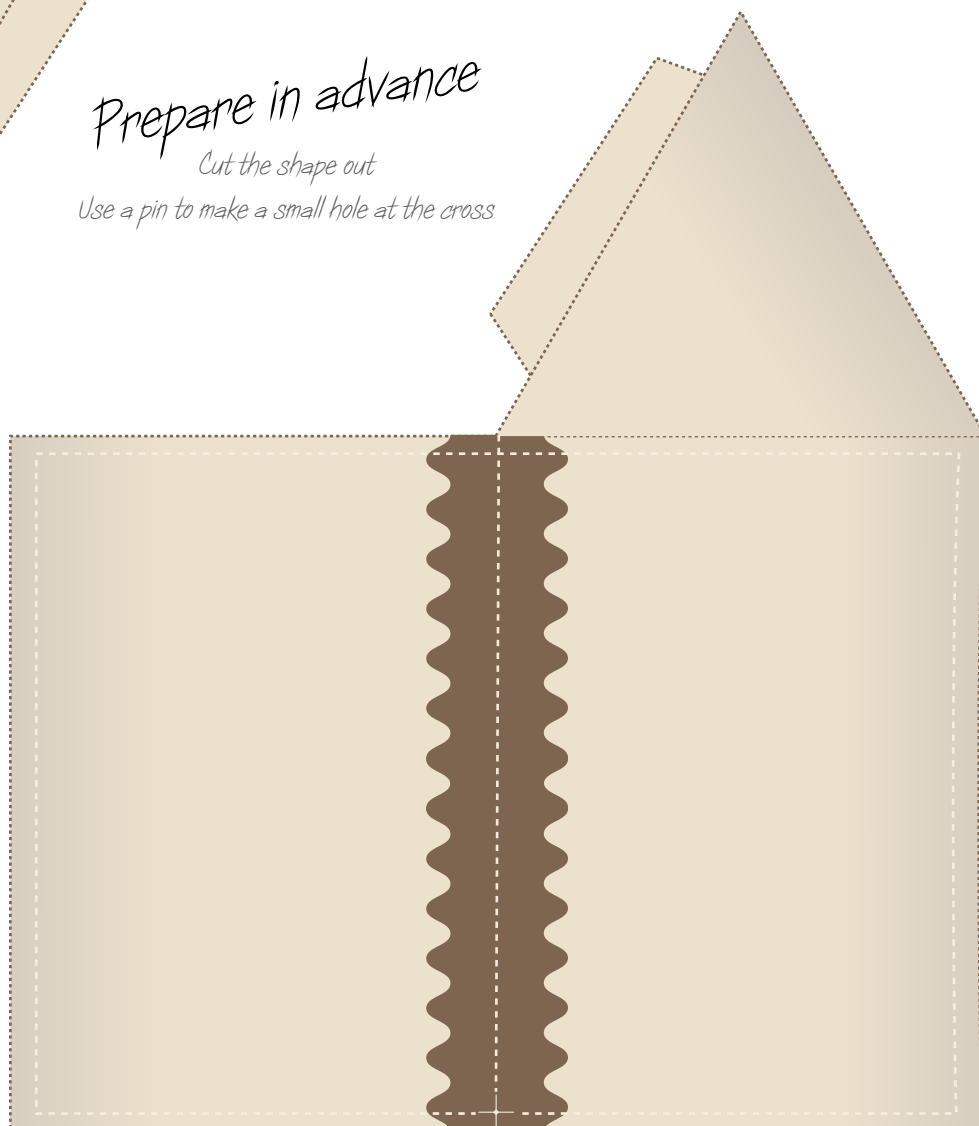 Prepare in advance
Cut the shape out
Use a pin to make a small hole at the cross